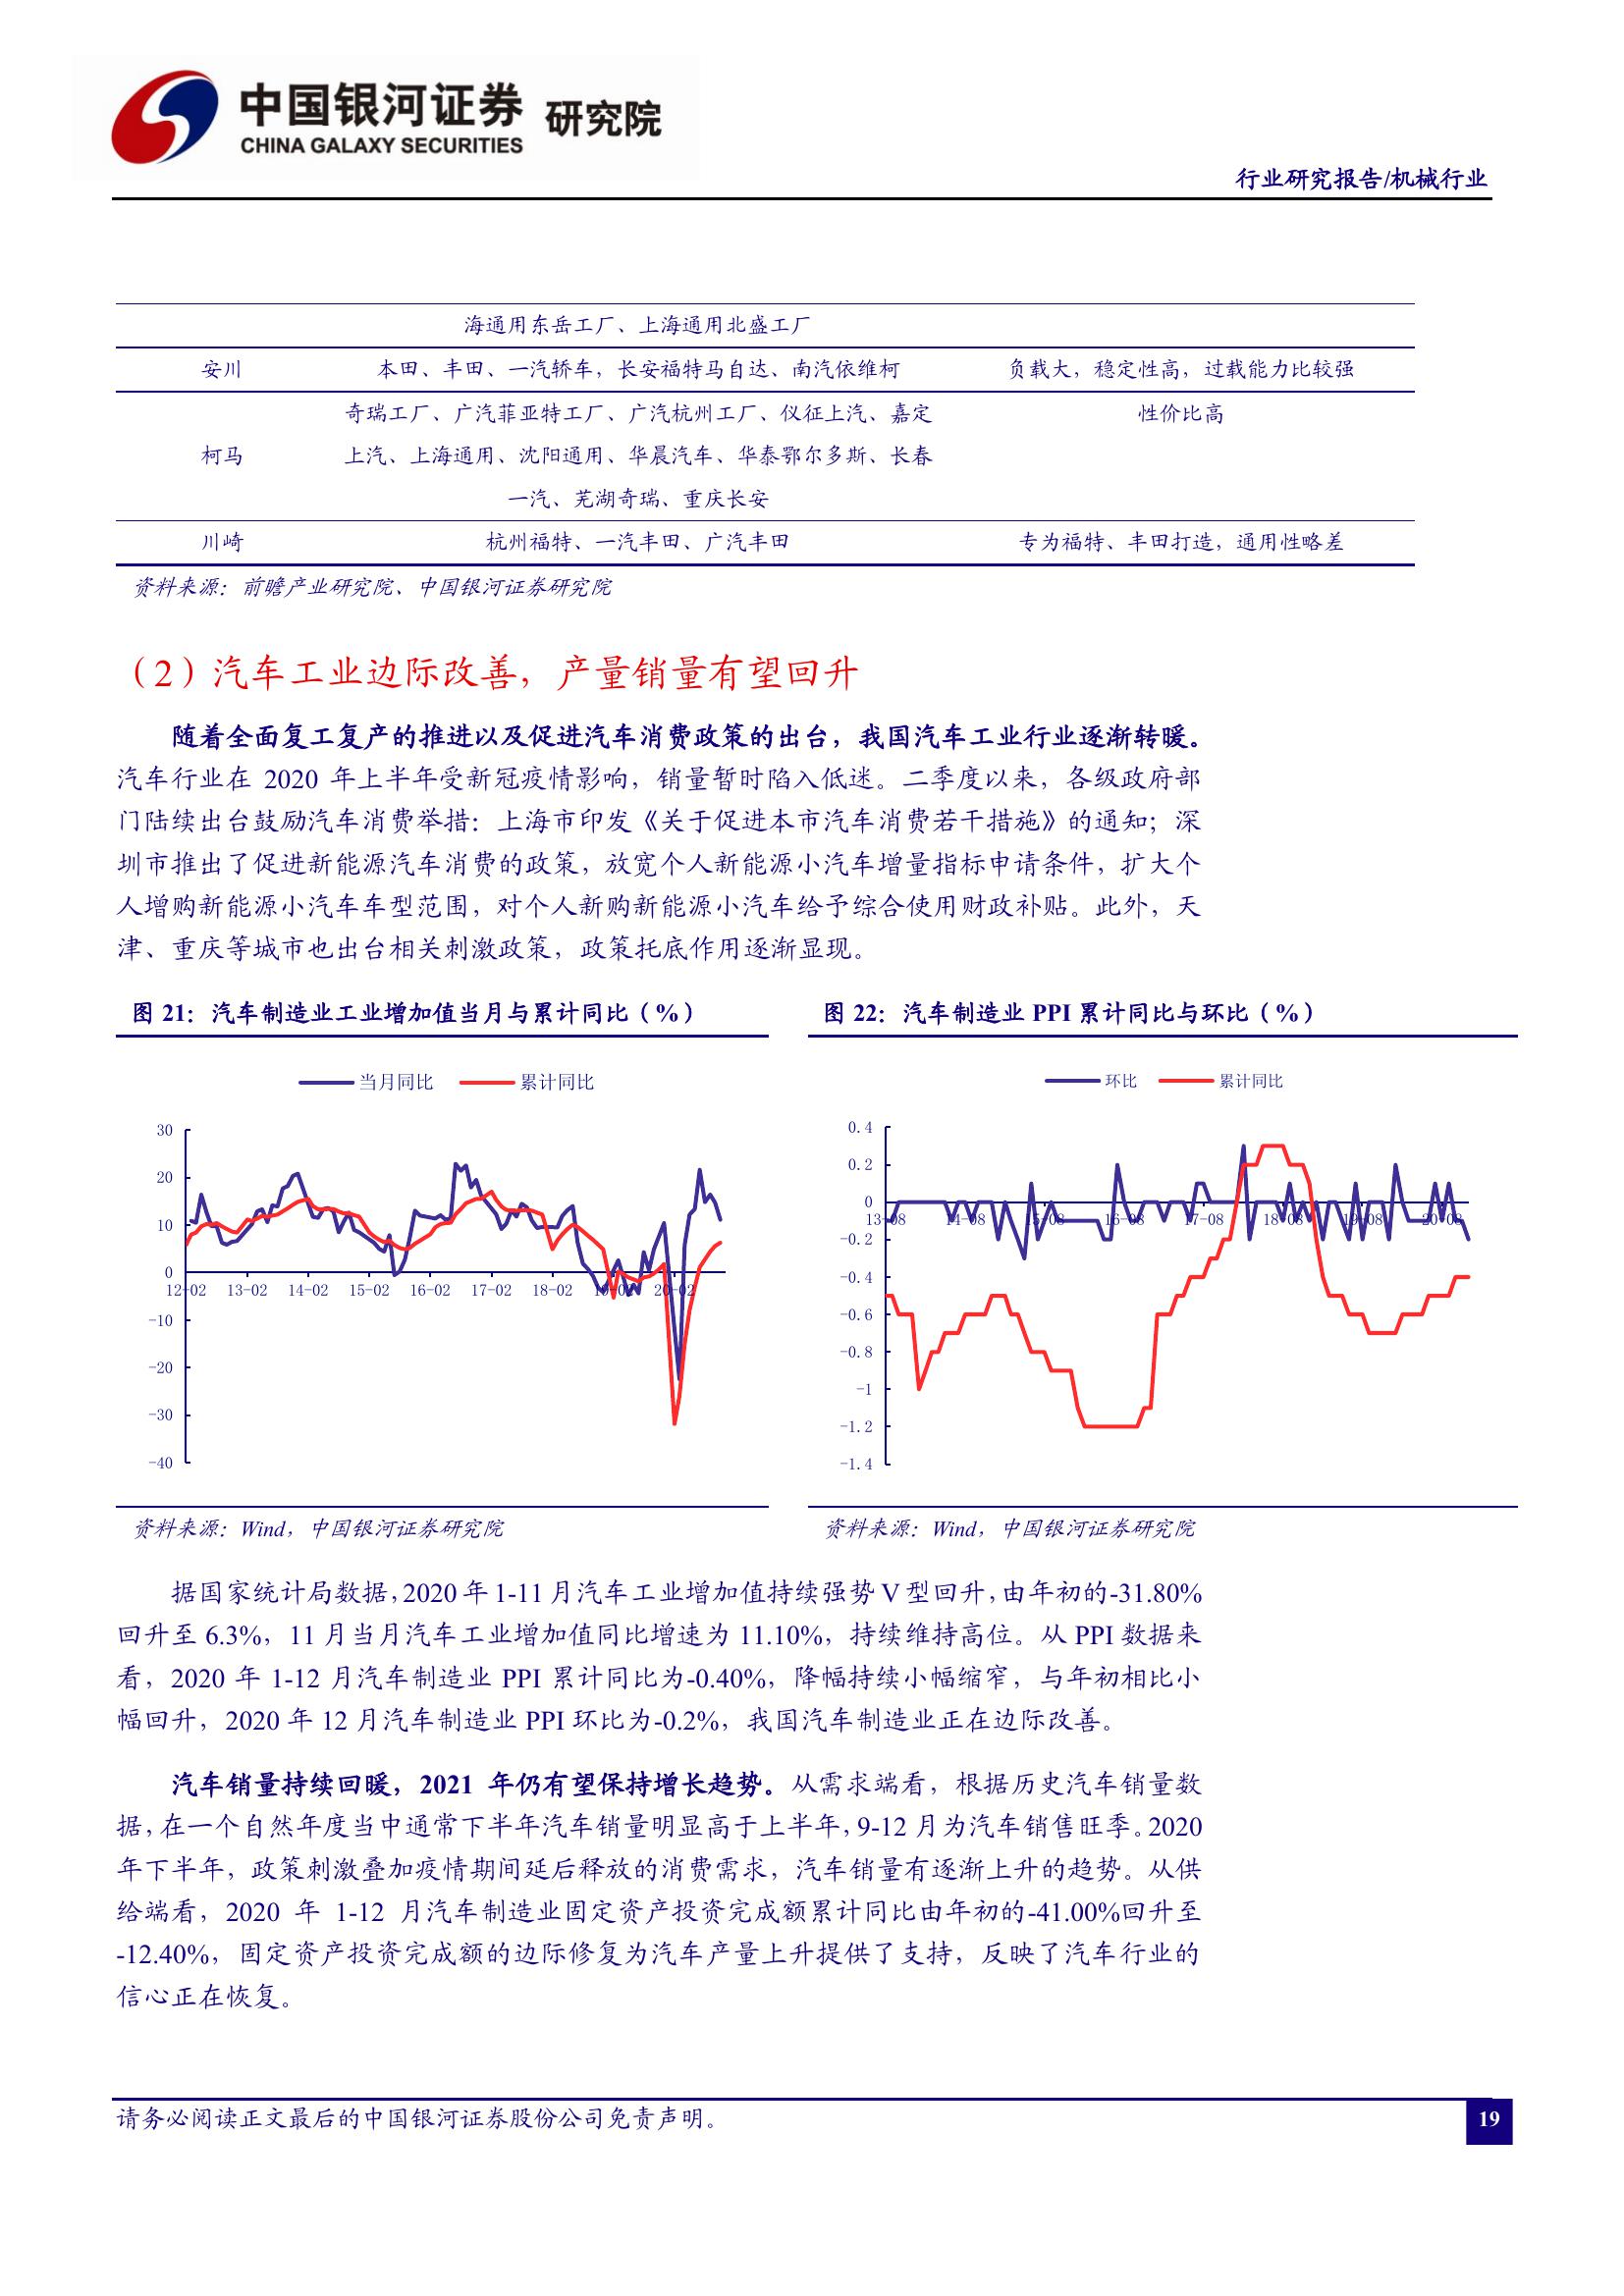 中国银河证券 研究院
CHINA GALAXY SECURITIES
行业研究报告/机械行业
海通用东岳工厂、上海通用北盛工厂
安川 本田、丰田、一汽轿车，长安福特马自达、南汽依维柯 负载大，稳定性高，过载能力比较强
奇瑞工厂、广汽菲亚特工厂、广汽杭州工厂、仪征上汽、嘉定 性价比高
柯马 上汽、上海通用、沈阳通用、华晨汽车、华泰鄂尔多斯、长春
一汽、芜湖奇瑞、重庆长安
川崎 杭州福特、一汽丰田、广汽丰田 专为福特、丰田打造，通用性略差
资料来源：前瞻产业研究院、中国银河证券研究院
（2）汽车工业边际改善，产量销量有望回升
随着全面复工复产的推进以及促进汽车消费政策的出台，我国汽车工业行业逐渐转暖。
汽车行业在 2020 年上半年受新冠疫情影响，销量暂时陷入低迷。二季度以来，各级政府部
门陆续出台鼓励汽车消费举措：上海市印发《关于促进本市汽车消费若干措施》的通知；深
圳市推出了促进新能源汽车消费的政策，放宽个人新能源小汽车增量指标申请条件，扩大个
人增购新能源小汽车车型范围，对个人新购新能源小汽车给予综合使用财政补贴。此外，天
津、重庆等城市也出台相关刺激政策，政策托底作用逐渐显现。
图 21：汽车制造业工业增加值当月与累计同比（%）
当月同比 累计同比
30
20
10
0
12-02 13-02 14-02 15-02 16-02 17-02 18-02 19-02 20-02
-10
-20
-30
-40
资料来源：Wind，中国银河证券研究院
图 22：汽车制造业 PPI 累计同比与环比（%）
环比 累计同比
0.4
0.2
0
13-08 14-08 15-08 16-08 17-08 18-08 19-08 20-08
-0.2
-0.4
-0.6
-0.8
-1
-1.2
-1.4
资料来源：Wind，中国银河证券研究院
据国家统计局数据，2020 年 1-11 月汽车工业增加值持续强势 V 型回升，由年初的-31.80%
回升至 6.3%，11 月当月汽车工业增加值同比增速为 11.10%，持续维持高位。从 PPI 数据来
看，2020 年 1-12 月汽车制造业 PPI 累计同比为-0.40%，降幅持续小幅缩窄，与年初相比小
幅回升，2020 年 12 月汽车制造业 PPI 环比为-0.2%，我国汽车制造业正在边际改善。
汽车销量持续回暖，2021 年仍有望保持增长趋势。从需求端看，根据历史汽车销量数
据，在一个自然年度当中通常下半年汽车销量明显高于上半年，9-12 月为汽车销售旺季。2020
年下半年，政策刺激叠加疫情期间延后释放的消费需求，汽车销量有逐渐上升的趋势。从供
给端看，2020 年 1-12 月汽车制造业固定资产投资完成额累计同比由年初的-41.00%回升至
-12.40%，固定资产投资完成额的边际修复为汽车产量上升提供了支持，反映了汽车行业的
信心正在恢复。
请务必阅读正文最后的中国银河证券股份公司免责声明。
19